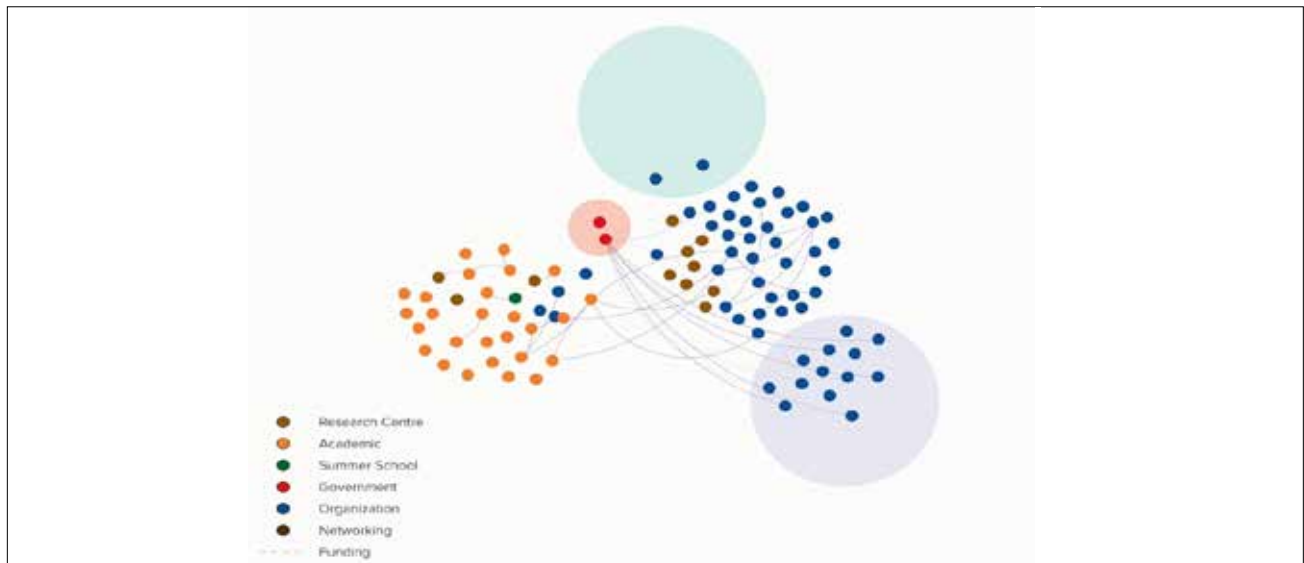 Research Centre
Academic
Summer School
Government
Organization
Networking
Funding